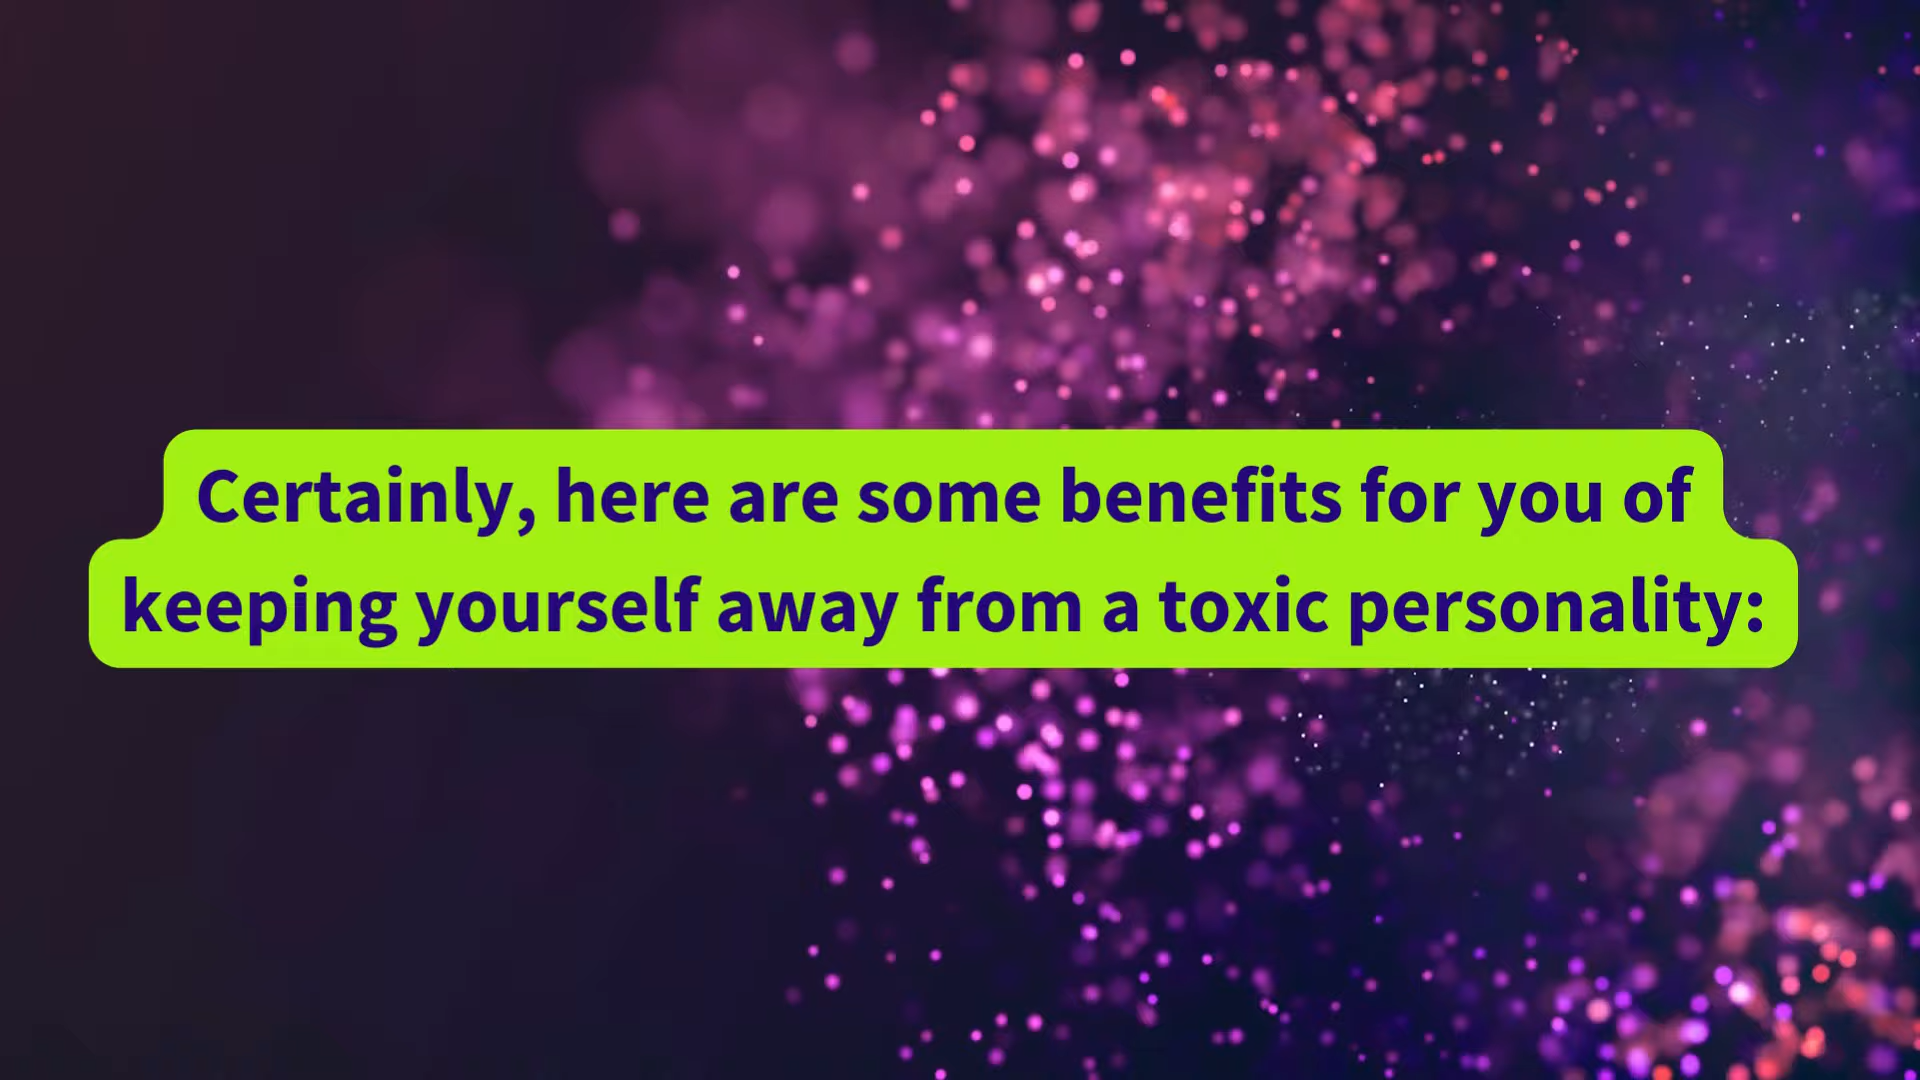 Certainly, here are some benefits for you of
keeping yourself away from a toxic personality: